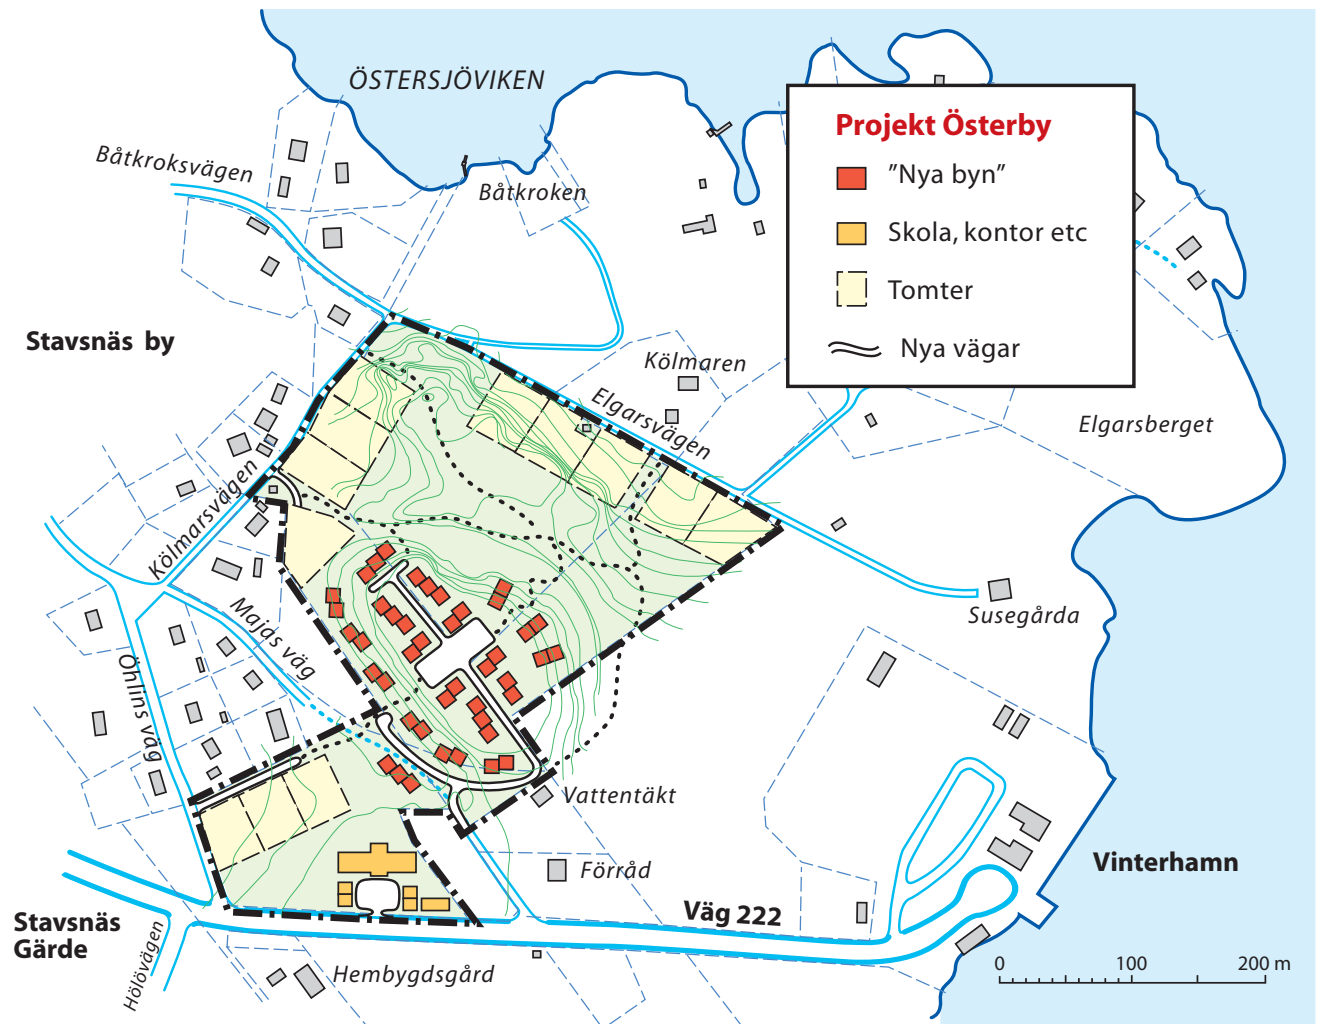 ÖSTERSJÖVIKEN
Båtkroksvägen
Båtkroken
Projekt Österby
”Nya byn”
Skola, kontor etc
Tomter
Nya vägar
Stavsnäs by
Kölmaren
Elgarsvägen
Elgarsberget
Kölmarsvägen
Majas väg
Susegårda
Öhlins väg
Vattentäkt
Förråd
Vinterhamn
Väg 222
Stavsnäs
Gärde
Hölövägen
Hembygdsgård
0 100 200 m